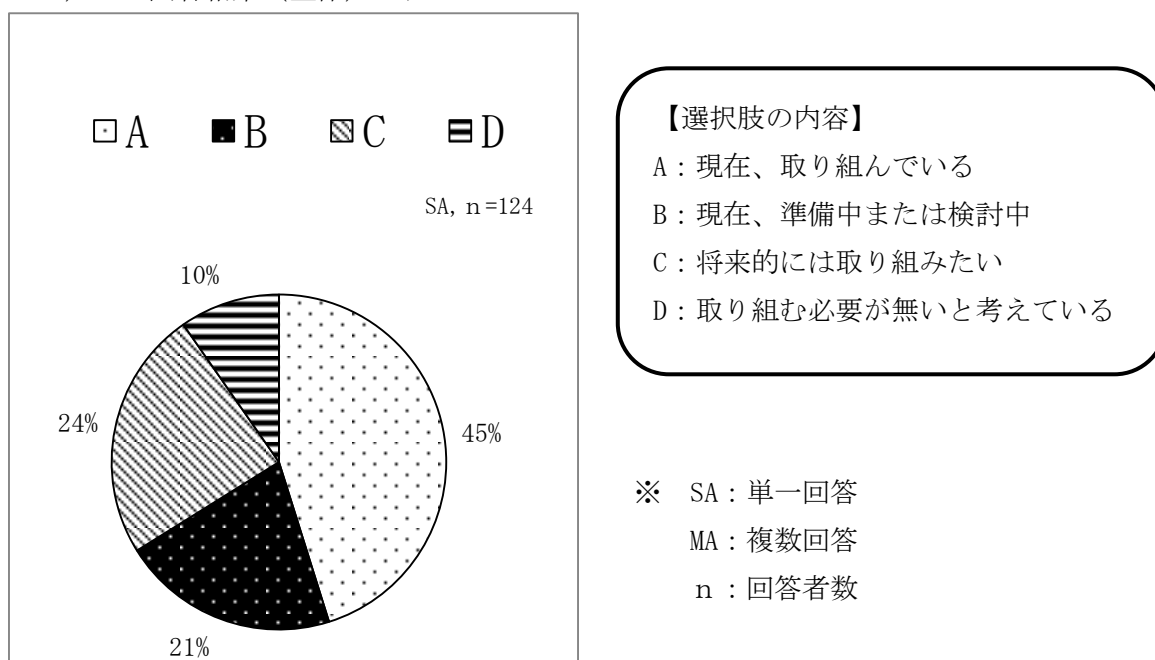 A B C D
SA, n=124
10%
24%
45%
21%
【選択肢の内容】
A：現在、取り組んでいる
B：現在、準備中または検討中
C：将来的には取り組みたい
D：取り組む必要が無いと考えている
※ SA：単一回答
MA：複数回答
n：回答者数